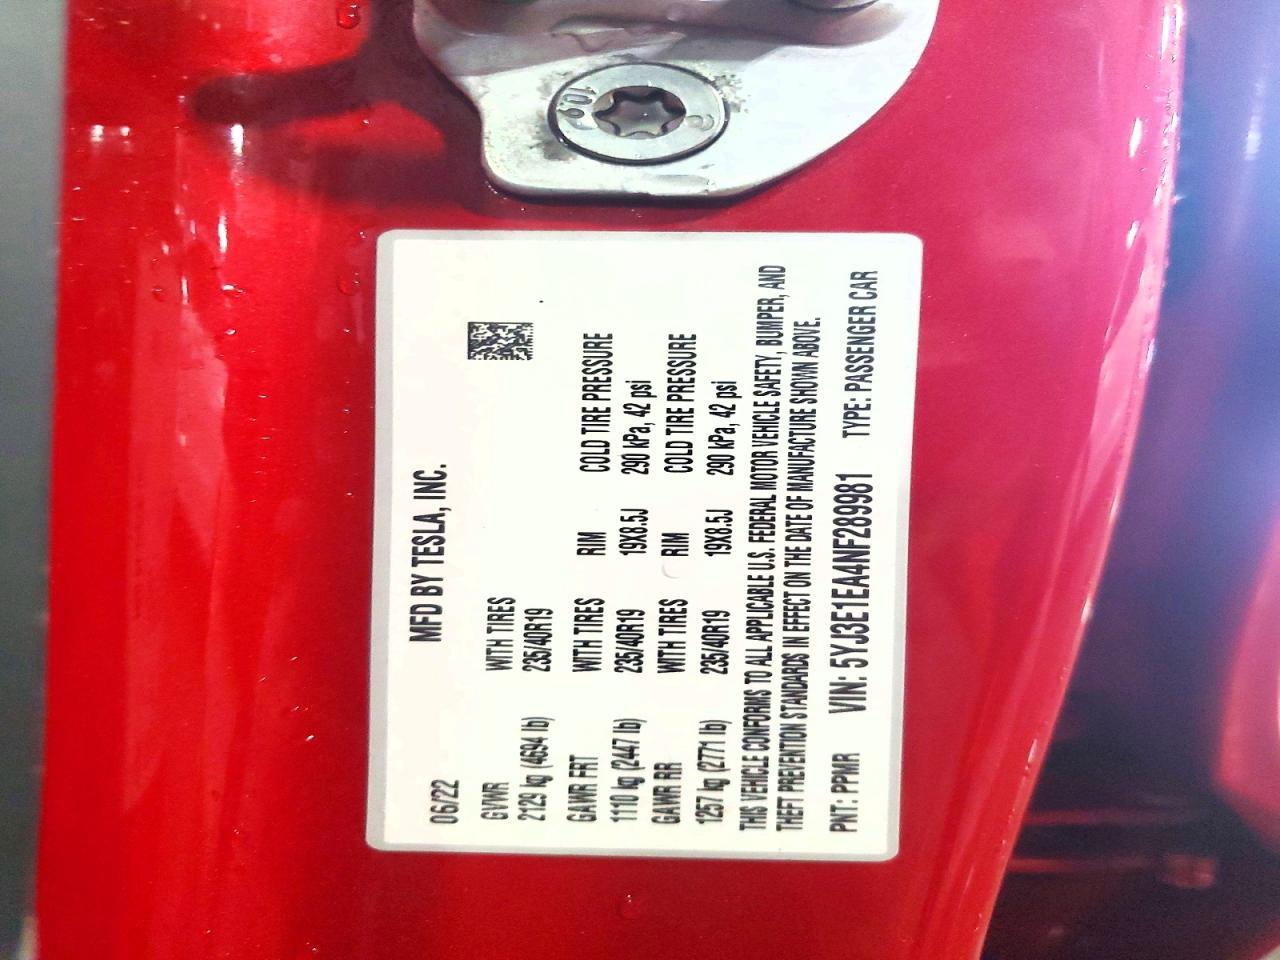 10.9
MFD BY TESLA, INC.
06/22
GVWR WITH TIRES
2129 kg (4694 lb) 235/40R19
GAWR FRT WITH TIRES RIM COLD TIRE PRESSURE
1110 kg (2447 lb) 235/40R19 19X8.5J 290 kPa, 42 psi
GAWR RR WITH TIRES RIM COLD TIRE PRESSURE
1257 kg (2771 lb) 235/40R19 19X8.5J 290 kPa, 42 psi
THIS VEHICLE CONFORMS TO ALL APPLICABLE U.S. FEDERAL MOTOR VEHICLE SAFETY, BUMPER, AND
THEFT PREVENTION STANDARDS IN EFFECT ON THE DATE OF MANUFACTURE SHOWN ABOVE.
PNT: PPMR VIN: 5YJ3E1EA4NF289981 TYPE: PASSENGER CAR